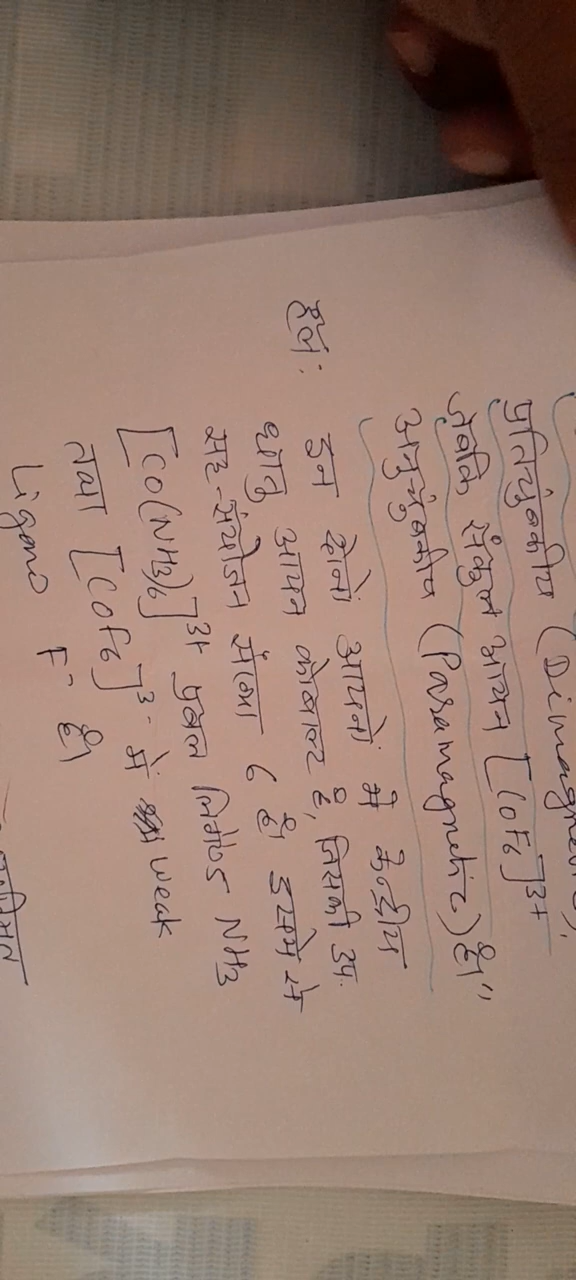 प्रतिचुंबकीय (Dimagnetic),
जबकि संकुल आयन [CoF6]3+
अनुचुंबकीय (Paramagnetic) है।"
हल: इन दोनो आयनों में केन्द्रीय
धातु आयन कोबाल्ट है, जिसकी उप.
सह-संयोजन संख्या 6 है। इसमे से
[CO(NH3)6]3+ प्रबल लिगेण्ड NH3
तथा [COF6]3- में weak
Ligand F- है।